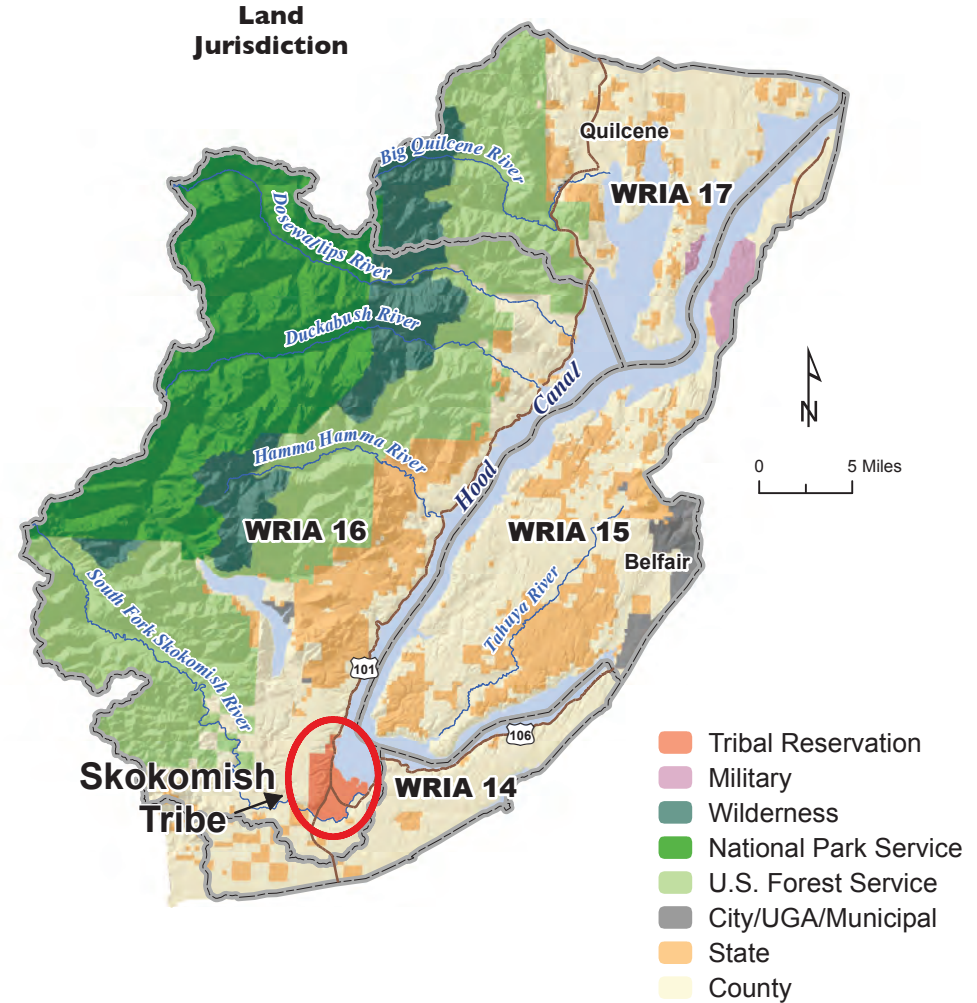 Land
Jurisdiction
Quilcene
Big Quilcene River
WRIA 17
Dosewallips River
Duckabush River
Canal
N
Hamma Hamma River
0 5 Miles
Hood
WRIA 16
WRIA 15
Belfair
South Fork Skokomish River
Tahuya River
101
106
Skokomish
Tribe
WRIA 14
Tribal Reservation
Military
Wilderness
National Park Service
U.S. Forest Service
City/UGA/Municipal
State
County